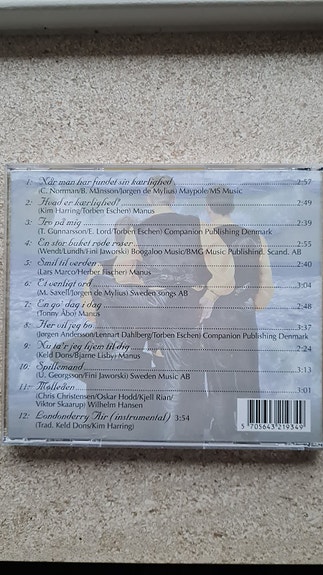 1: Når man har fundet sin kærlighed 2:57
(C. Norman/B. Månsson/Jørgen de Mylius) Maypole/MS Music
2: Hvad er kærlighed? 2:49
(Kim Harring/Torben Eschen) Manus
3: Tro på mig 2:39
(T. Gunnarsson/E. Lord/Torben Eschen) Companion Publishing Denmark
4: En stor buket røde roser 2:55
(Wendt/Lundh/Fini Jaworski) Boogaloo Music/BMG Music Publishind. Scand. AB
5: Smil til verden 2:40
(Lars Marco/Herber Fischer) Manus
6: Et venligt ord 3:04
(M. Saxell/Jørgen de Mylius) Sweden songs AB
7: En go' dag i dag 2:48
(Tonny Åbo) Manus
8: Her vil jeg bo 3:37
(Jörgen Andersson/Lennart Dahlberg/Torben Eschen) Companion Publishing Denmark
9: Nu ta'r jeg hjem til dig 2:24
(Keld Dons/Bjarne Lisby) Manus
10: Spillemand 3:13
(U. Georgsson/Fini Jaworski) Sweden Music AB
11: Mølleåen 3:01
(Chris Christensen/Oskar Hodd/Kjell Rian/
Viktor Skaarup) Wilhelm Hansen
12: Londonderry Air (instrumental) 3:54
(Trad. Keld Dons/Kim Harring)
5 705643 219349